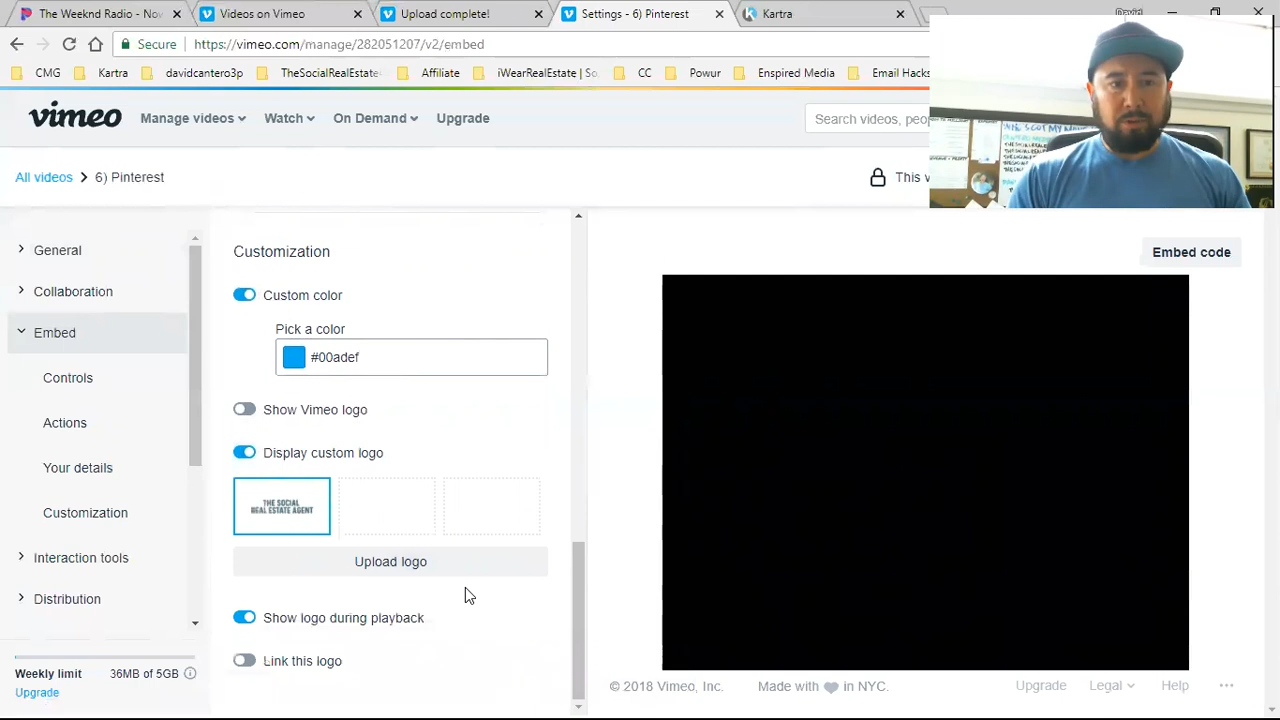 The Weeknd Radio - Nov
Videos on Vimeo
Upload complete!
Settings - 6) Pinterest
Kartra
David
Secure
https://vimeo.com/manage/282051207/v2/embed
CMG
Kartra
davidcanterop
TheSocialRealEstate
Affiliate
iWearRealEstate | So
CC
Powur
Enspired Media
Email Hack
vimeo
Manage videos
Watch
On Demand
Upgrade
Search videos, peo
All videos
6) Pinterest
This v
General
Collaboration
Embed
Controls
Actions
Your details
Customization
Interaction tools
Distribution
Weekly limit
36MB of 5GB
Upgrade
Customization
Custom color
Pick a color
#00adef
Show Vimeo logo
Display custom logo
THE SOCIAL
REAL ESTATE AGENT
Upload logo
Show logo during playback
Link this logo
Embed code
© 2018 Vimeo, Inc.
Made with
in NYC.
Upgrade
Legal
Help